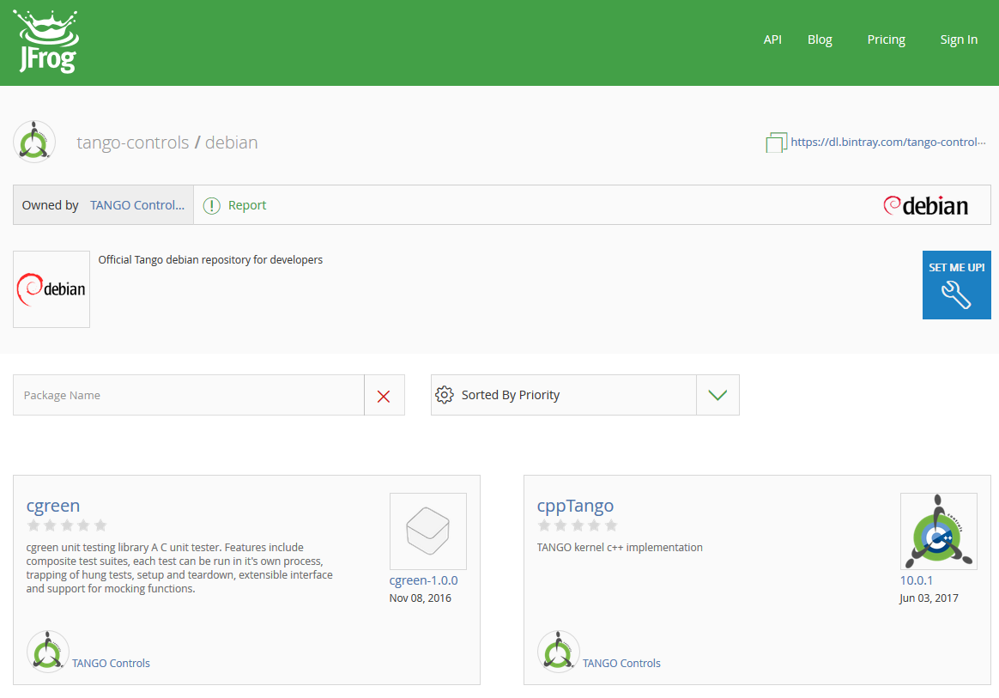 JFrog
API Blog Pricing Sign In
tango-controls / debian
https://dl.bintray.com/tango-control...
Owned by TANGO Control... Report
debian
debian
Official Tango debian repository for developers
SET ME UP!
Package Name
Sorted By Priority
cgreen
cgreen unit testing library A C unit tester. Features include
composite test suites, each test can be run in it's own process,
trapping of hung tests, setup and teardown, extensible interface
and support for mocking functions.
cgreen-1.0.0
Nov 08, 2016
TANGO Controls
cppTango
TANGO kernel c++ implementation
controls
C++
10.0.1
Jun 03, 2017
TANGO Controls